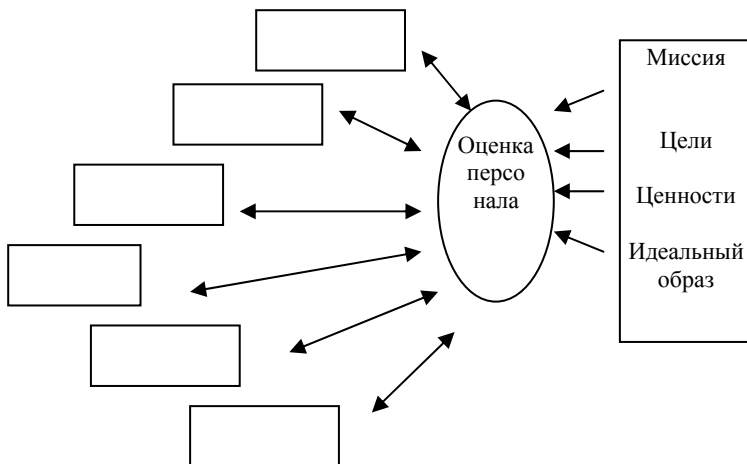 Оценка
персо
нала
Миссия
Цели
Ценности
Идеальный
образ